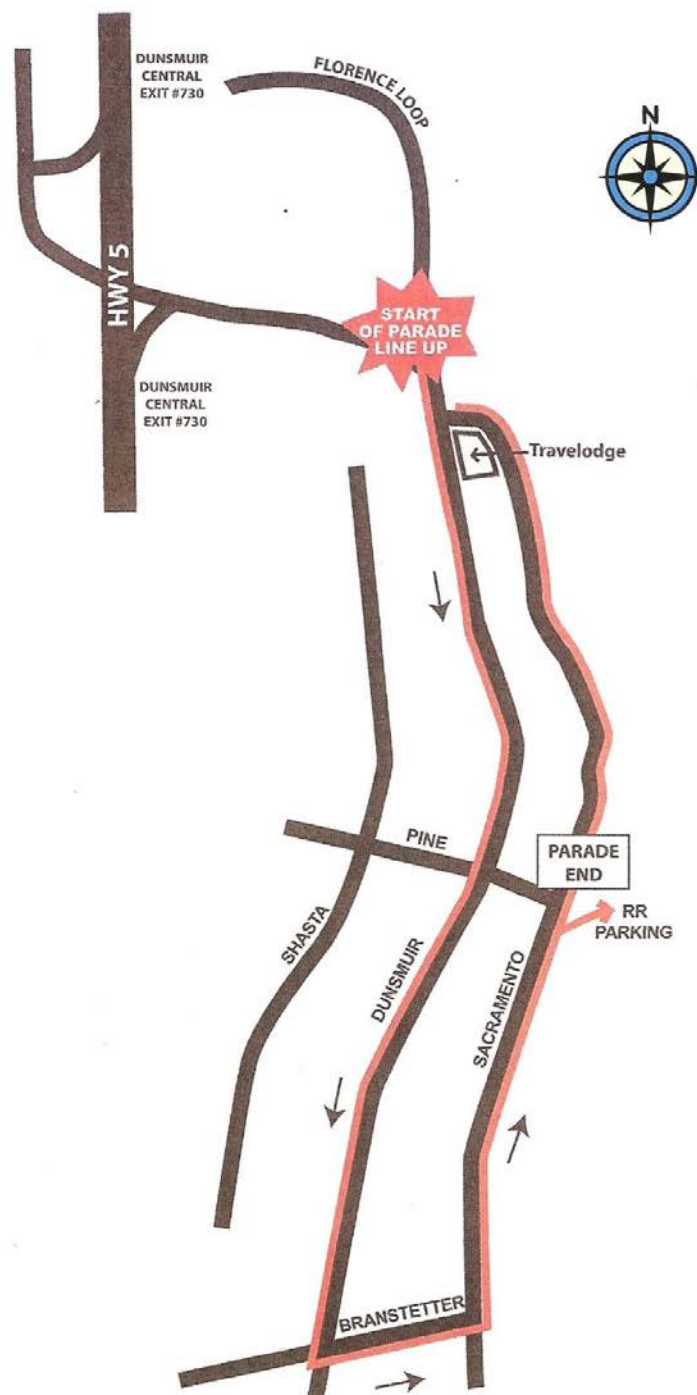 DUNSMUIR
CENTRAL
EXIT #730
FLORENCE LOOP
N
HWY 5
START
OF PARADE
LINE UP
DUNSMUIR
CENTRAL
EXIT #730
Travelodge
PINE
PARADE
END
RR
PARKING
SHASTA
DUNSMUIR
SACRAMENTO
BRANSTETTER